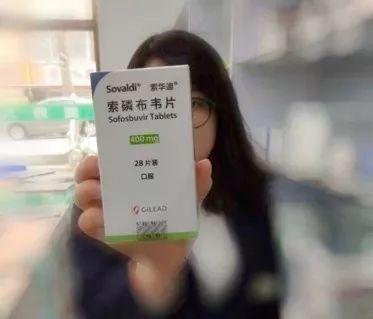 Sovaldi® 索华迪®
索磷布韦片
Sofosbuvir Tablets
400 mg
28片装
口服
GILEAD